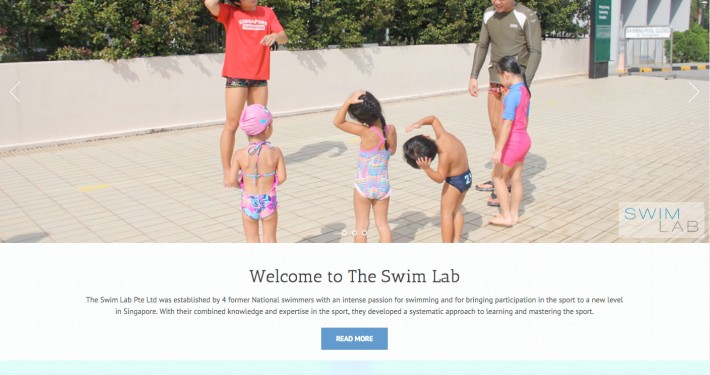 SINGAPORE
SWIM
LAB
Welcome to The Swim Lab
The Swim Lab Pte Ltd was established by 4 former National swimmers with an intense passion for swimming and for bringing participation in the sport to a new level
in Singapore. With their combined knowledge and expertise in the sport, they developed a systematic approach to learning and mastering the sport.
READ MORE